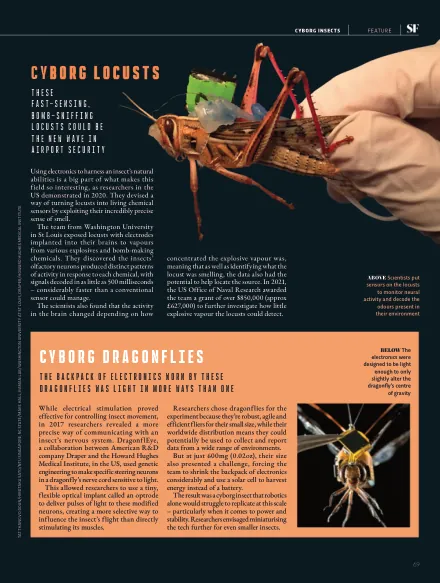 CYBORG INSECTS
FEATURE
SF
CYBORG LOCUSTS
THESE
FAST-SENSING,
BOMB-SNIFFING
LOCUSTS COULD BE
THE NEW WAVE IN
AIRPORT SECURITY
Using electronics to harness an insect's natural
abilities is a big part of what makes this
field so interesting, as researchers in the
US demonstrated in 2020. They devised a
way of turning locusts into living chemical
sensors by exploiting their incredibly precise
sense of smell.
The team from Washington University
in St Louis exposed locusts with electrodes
implanted into their brains to vapours
from various explosives and bomb-making
chemicals. They discovered the insects'
olfactory neurons produced distinct patterns
of activity in response to each chemical, with
signals decoded in as little as 500 milliseconds
– considerably faster than a conventional
sensor could manage.
The scientists also found that the activity
in the brain changed depending on how
concentrated the explosive vapour was,
meaning that as well as identifying what the
locust was smelling, the data also had the
potential to help locate the source. In 2021,
the US Office of Naval Research awarded
the team a grant of over $850,000 (approx
£627,000) to further investigate how little
explosive vapour the locusts could detect.
ABOVE Scientists put
sensors on the locusts
to monitor neural
activity and decode the
odours present in
their environment
CYBORG DRAGONFLIES
THE BACKPACK OF ELECTRONICS WORN BY THESE
DRAGONFLIES HAS LIGHT IN MORE WAYS THAN ONE
While electrical stimulation proved
effective for controlling insect movement,
in 2017 researchers revealed a more
precise way of communicating with an
insect's nervous system. DragonflEye,
a collaboration between American R&D
company Draper and the Howard Hughes
Medical Institute, in the US, used genetic
engineering to make specific steering neurons
in a dragonfly's nerve cord sensitive to light.
This allowed researchers to use a tiny,
flexible optical implant called an optrode
to deliver pulses of light to these modified
neurons, creating a more selective way to
influence the insect's flight than directly
stimulating its muscles.
Researchers chose dragonflies for the
experiment because they're robust, agile and
efficient fliers for their small size, while their
worldwide distribution means they could
potentially be used to collect and report
data from a wide range of environments.
But at just 600mg (0.02oz), their size
also presented a challenge, forcing the
team to shrink the backpack of electronics
considerably and use a solar cell to harvest
energy instead of a battery.
The result was a cyborg insect that robotics
alone would struggle to replicate at this scale
– particularly when it comes to power and
stability. Researchers envisaged miniaturising
the tech further for even smaller insects.
BELOW The
electronics were
designed to be light
enough to only
slightly alter the
dragonfly's centre
of gravity